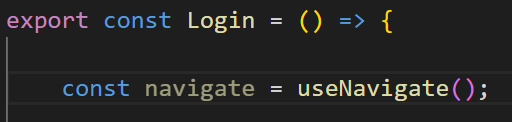 export const Login = () => {
const navigate = useNavigate();